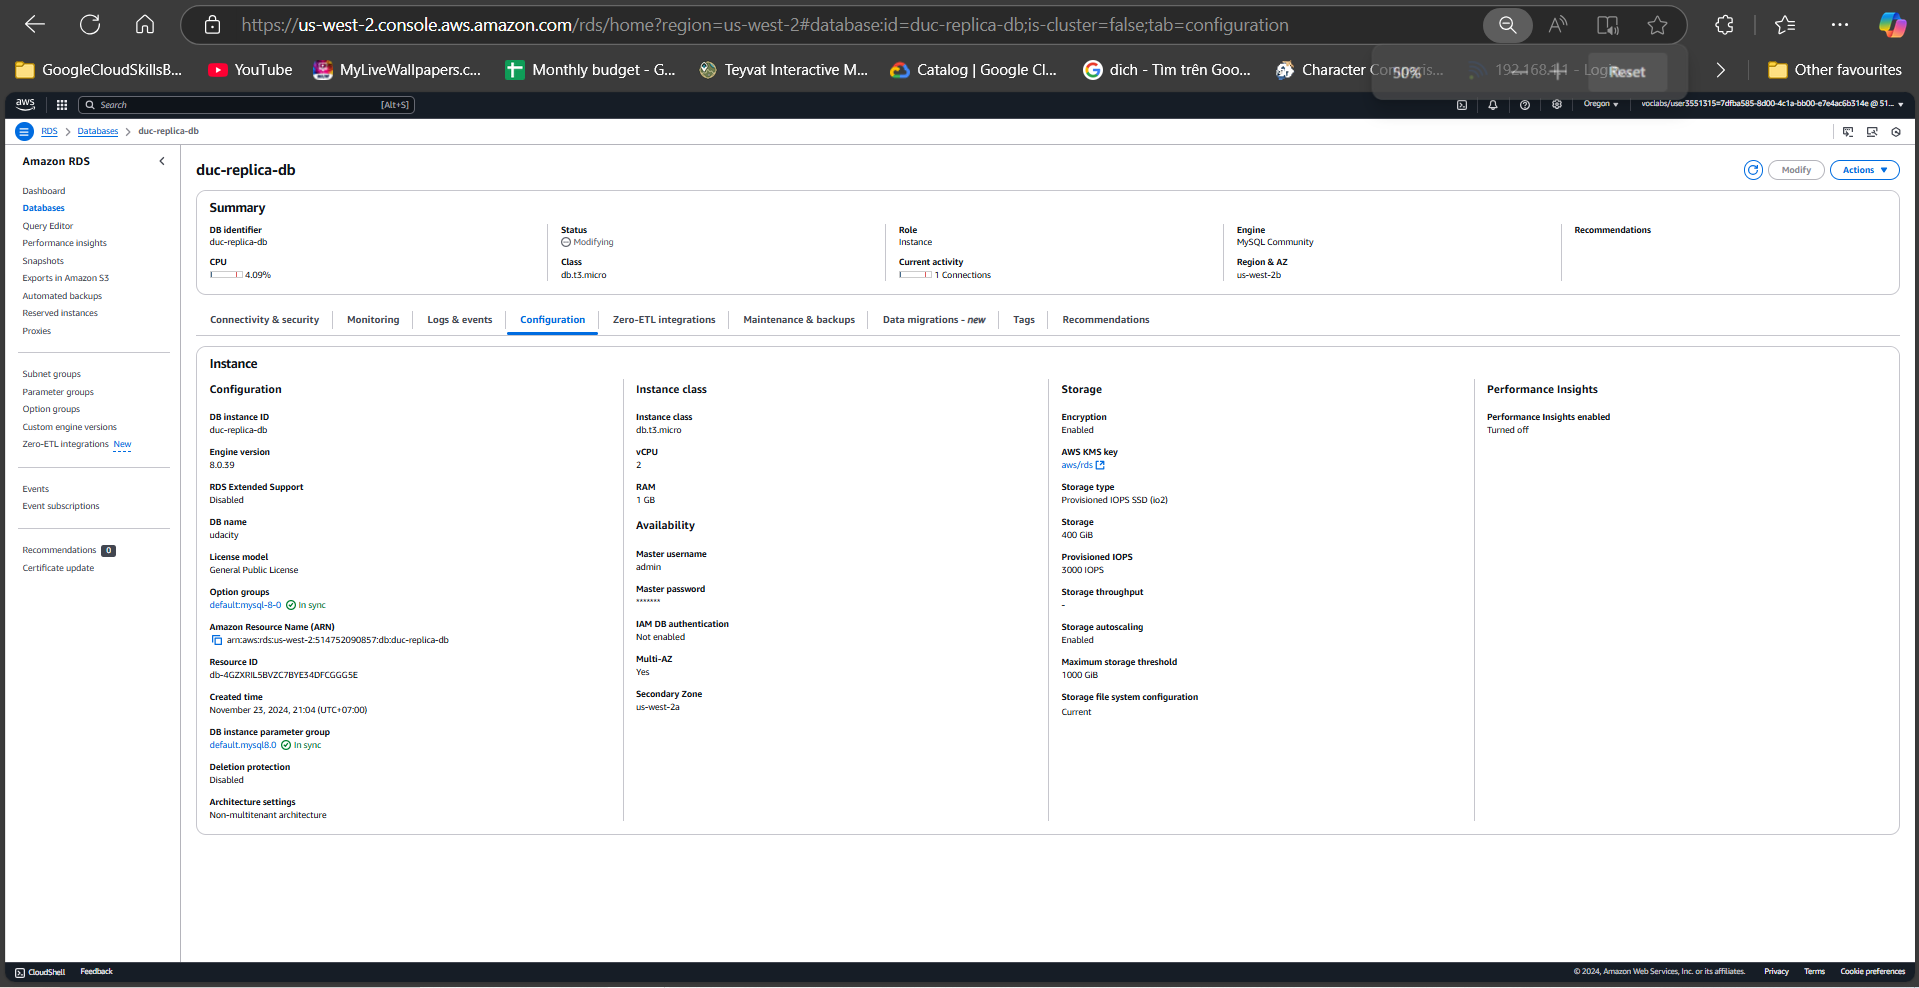 https://us-west-2.console.aws.amazon.com/rds/home?region=us-west-2#database:id=duc-replica-db;is-cluster=false;tab=configuration
GoogleCloudSkillsB... YouTube MyLiveWallpapers.c... Monthly budget - G... Teyvat Interactive M... Catalog | Google Cl... dich - Tìm trên Goo... Character 50% Reset Other favourites
aws Search [Alt+S] Oregon voclabs/user3551315=7dfba585-8d00-4c1a-bb00-e7e4ac6b314e @ 51...
RDS Databases duc-replica-db
Amazon RDS
Dashboard
Databases
Query Editor
Performance insights
Snapshots
Exports in Amazon S3
Automated backups
Reserved instances
Proxies
Subnet groups
Parameter groups
Option groups
Custom engine versions
Zero-ETL integrations New
Events
Event subscriptions
Recommendations 0
Certificate update
duc-replica-db
Modify Actions
Summary
DB identifier
duc-replica-db
CPU
4.09%
Status
Modifying
Class
db.t3.micro
Role
Instance
Current activity
1 Connections
Engine
MySQL Community
Region & AZ
us-west-2b
Recommendations
Connectivity & security Monitoring Logs & events Configuration Zero-ETL integrations Maintenance & backups Data migrations - new Tags Recommendations
Instance
Configuration
DB instance ID
duc-replica-db
Engine version
8.0.39
RDS Extended Support
Disabled
DB name
udacity
License model
General Public License
Option groups
default:mysql-8-0 In sync
Amazon Resource Name (ARN)
arn:aws:rds:us-west-2:514752090857:db:duc-replica-db
Resource ID
db-4GZXRIL5BVZC7BYE34DFCGGG5E
Created time
November 23, 2024, 21:04 (UTC+07:00)
DB instance parameter group
default.mysql8.0 In sync
Deletion protection
Disabled
Architecture settings
Non-multitenant architecture
Instance class
Instance class
db.t3.micro
vCPU
2
RAM
1 GB
Availability
Master username
admin
Master password
*******
IAM DB authentication
Not enabled
Multi-AZ
Yes
Secondary Zone
us-west-2a
Storage
Encryption
Enabled
AWS KMS key
aws/rds
Storage type
Provisioned IOPS SSD (io2)
Storage
400 GiB
Provisioned IOPS
3000 IOPS
Storage throughput
-
Storage autoscaling
Enabled
Maximum storage threshold
1000 GiB
Storage file system configuration
Current
Performance Insights
Performance Insights enabled
Turned off
CloudShell Feedback © 2024, Amazon Web Services, Inc. or its affiliates. Privacy Terms Cookie preferences